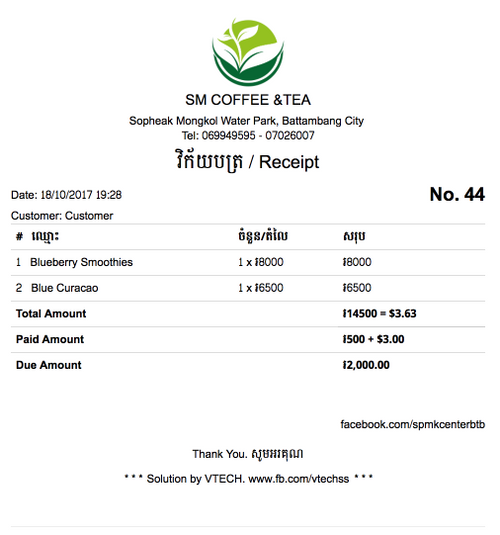 SM COFFEE &TEA
Sopheak Mongkol Water Park, Battambang City
Tel: 069949595 - 07026007
វិក័យបត្រ / Receipt
Date: 18/10/2017 19:28 No. 44
Customer: Customer
# ឈ្មោះ ចំនួន/តំលៃ សរុប
1 Blueberry Smoothies 1 x ៛8000 ៛8000
2 Blue Curacao 1 x ៛6500 ៛6500
Total Amount ៛14500 = $3.63
Paid Amount ៛500 + $3.00
Due Amount ៛2,000.00
facebook.com/spmkcenterbtb
Thank You. សូមអរគុណ
*** Solution by VTECH. www.fb.com/vtechss ***